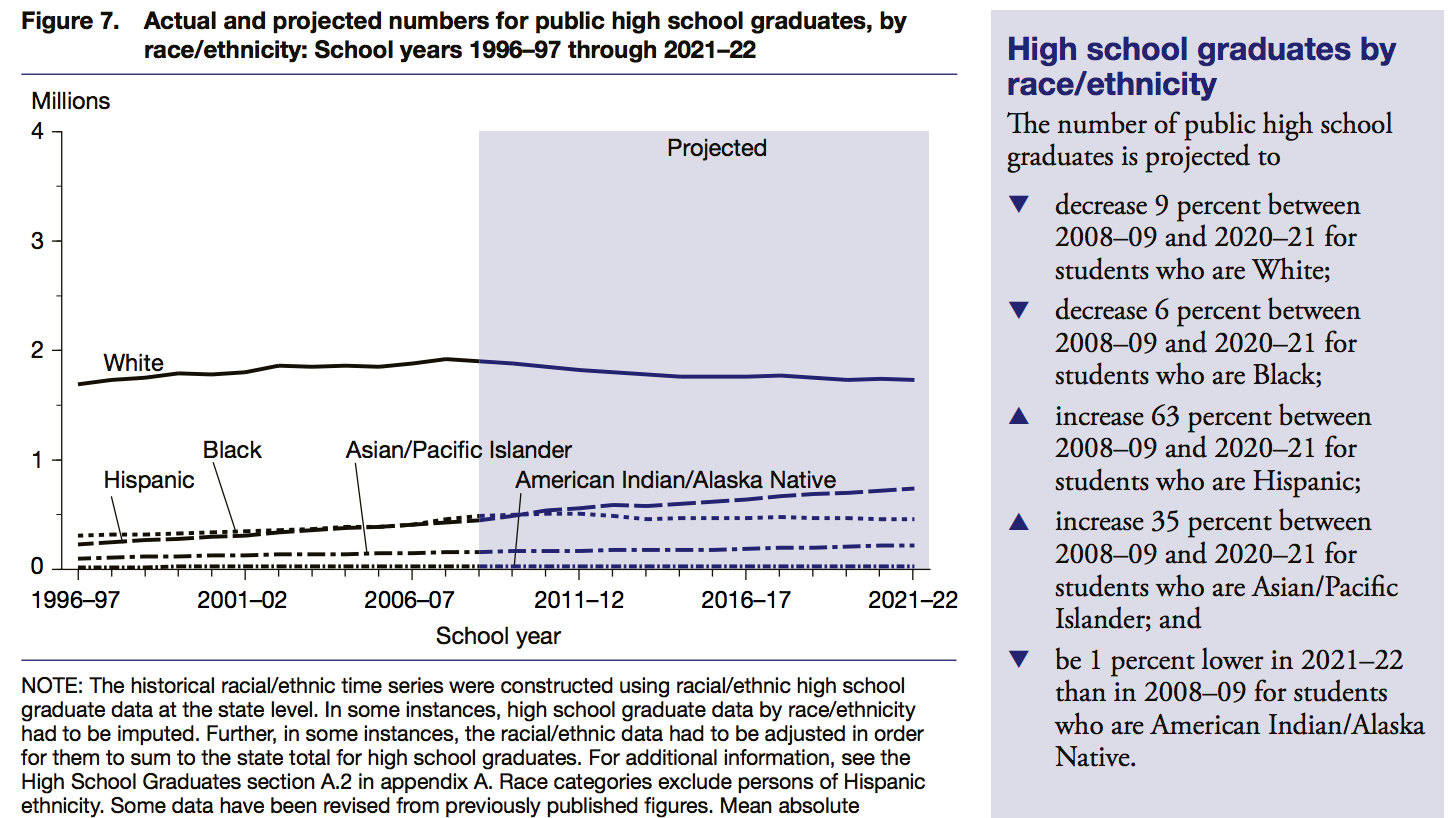 Figure 7. Actual and projected numbers for public high school graduates, by
race/ethnicity: School years 1996–97 through 2021–22
Millions
4
Projected
3
2
White
Black
Asian/Pacific Islander
1
Hispanic
American Indian/Alaska Native
0
1996–97 2001–02 2006–07 2011–12 2016–17 2021–22
School year
NOTE: The historical racial/ethnic time series were constructed using racial/ethnic high school
graduate data at the state level. In some instances, high school graduate data by race/ethnicity
had to be imputed. Further, in some instances, the racial/ethnic data had to be adjusted in order
for them to sum to the state total for high school graduates. For additional information, see the
High School Graduates section A.2 in appendix A. Race categories exclude persons of Hispanic
ethnicity. Some data have been revised from previously published figures. Mean absolute
High school graduates by
race/ethnicity
The number of public high school
graduates is projected to
▼ decrease 9 percent between
2008–09 and 2020–21 for
students who are White;
▼ decrease 6 percent between
2008–09 and 2020–21 for
students who are Black;
▲ increase 63 percent between
2008–09 and 2020–21 for
students who are Hispanic;
▲ increase 35 percent between
2008–09 and 2020–21 for
students who are Asian/Pacific
Islander; and
▼ be 1 percent lower in 2021–22
than in 2008–09 for students
who are American Indian/Alaska
Native.